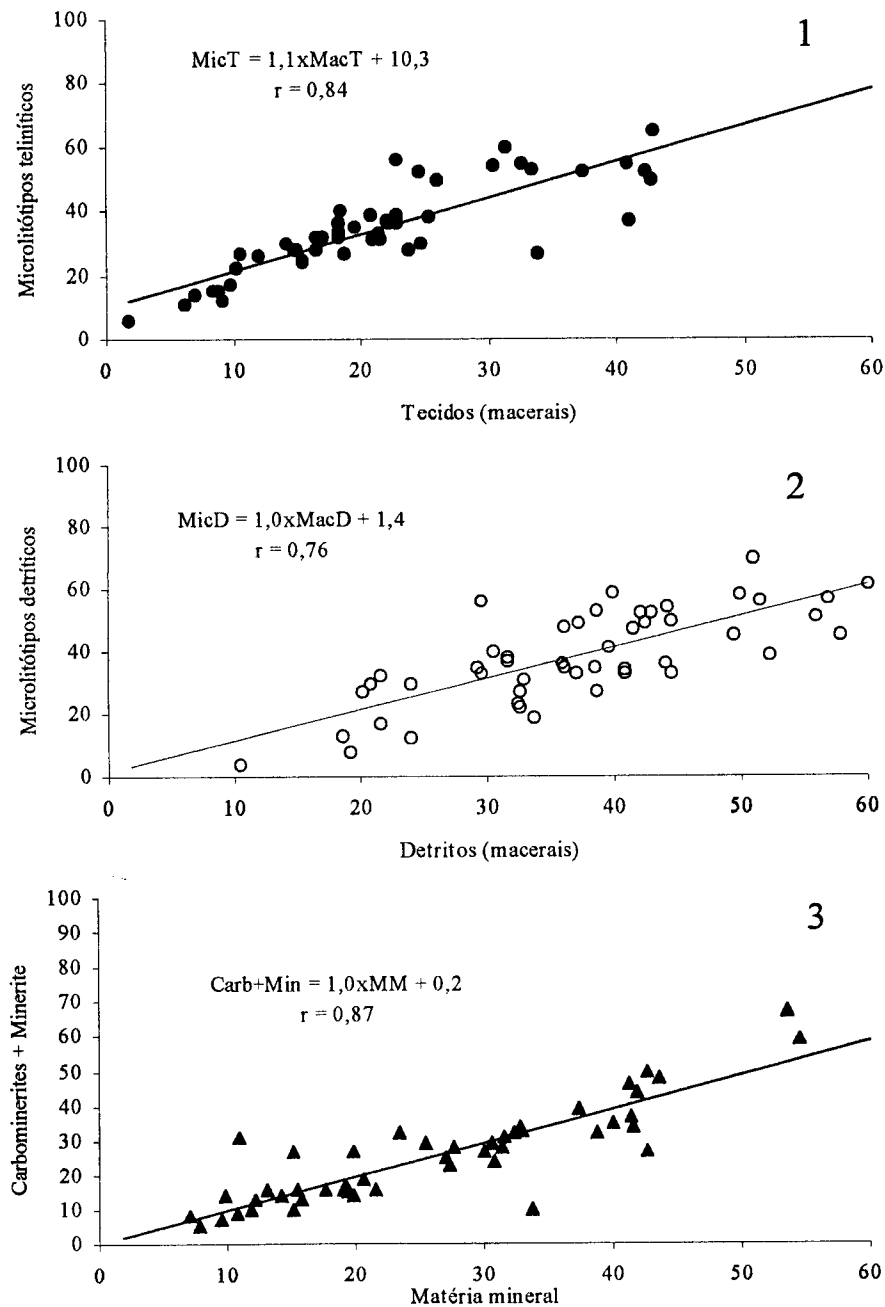 1
MicT = 1,1xMacT + 10,3
r = 0,84
Microlitótipos teliníticos
100
80
60
40
20
0
0 10 20 30 40 50 60
Tecidos (macerais)
2
MicD = 1,0xMacD + 1,4
r = 0,76
Microlitótipos detríticos
100
80
60
40
20
0
0 10 20 30 40 50 60
Detritos (macerais)
3
Carb+Min = 1,0xMM + 0,2
r = 0,87
Carbominerites + Minerite
100
90
80
70
60
50
40
30
20
10
0
0 10 20 30 40 50 60
Matéria mineral